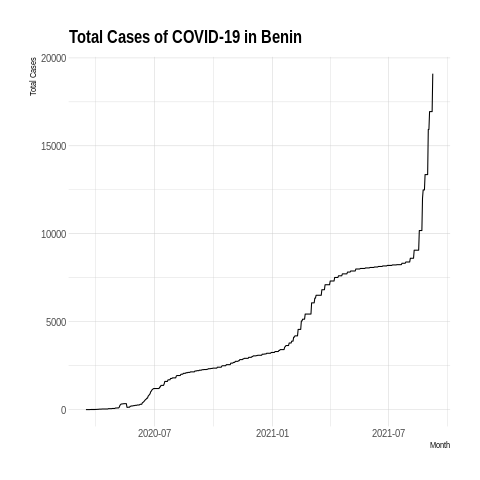 Total Cases of COVID-19 in Benin
Total Cases
20000
15000
10000
5000
0
2020-07 2021-01 2021-07
Month